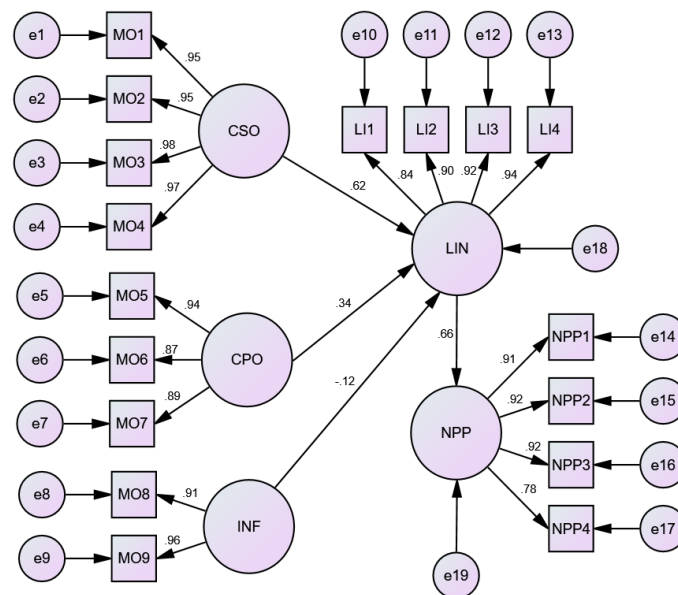 e1 MO1 .95
e2 MO2 .95
e3 MO3 .98
e4 MO4 .97
CSO
.62
e10 e11 e12 e13
LI1 LI2 LI3 LI4
.84 .90 .92 .94
LIN
e18
e5 MO5 .94
e6 MO6 .87
e7 MO7 .89
CPO
.34
-.12
.66
e8 MO8 .91
e9 MO9 .96
INF
NPP
.91 NPP1 e14
.92 NPP2 e15
.92 NPP3 e16
.78 NPP4 e17
e19